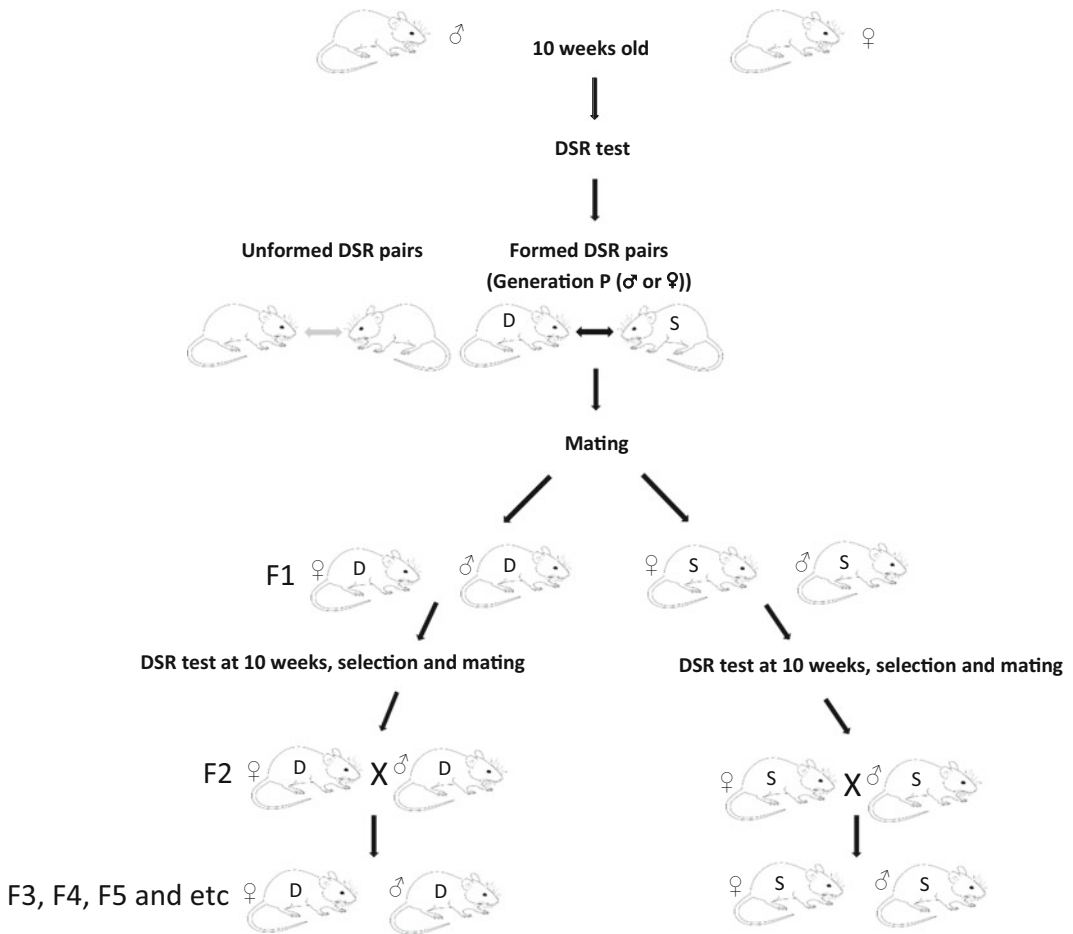 ♂ 10 weeks old ♀
DSR test
Unformed DSR pairs
Formed DSR pairs
(Generation P (♂ or ♀))
D S
Mating
F1 ♀ D ♂ D ♀ S ♂ S
DSR test at 10 weeks, selection and mating
DSR test at 10 weeks, selection and mating
F2 ♀ D X ♂ D ♀ S X ♂ S
F3, F4, F5 and etc ♀ D ♂ D ♀ S ♂ S